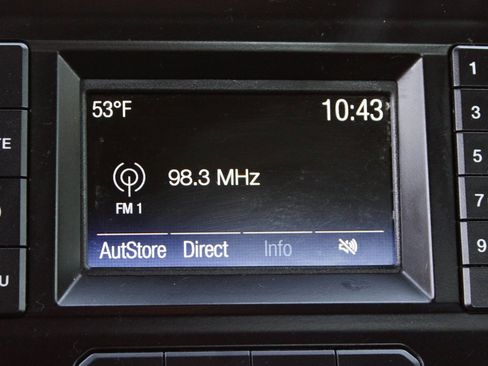 53°F 10:43
98.3 MHz
FM 1
AutStore Direct Info
1
3
5
7
9